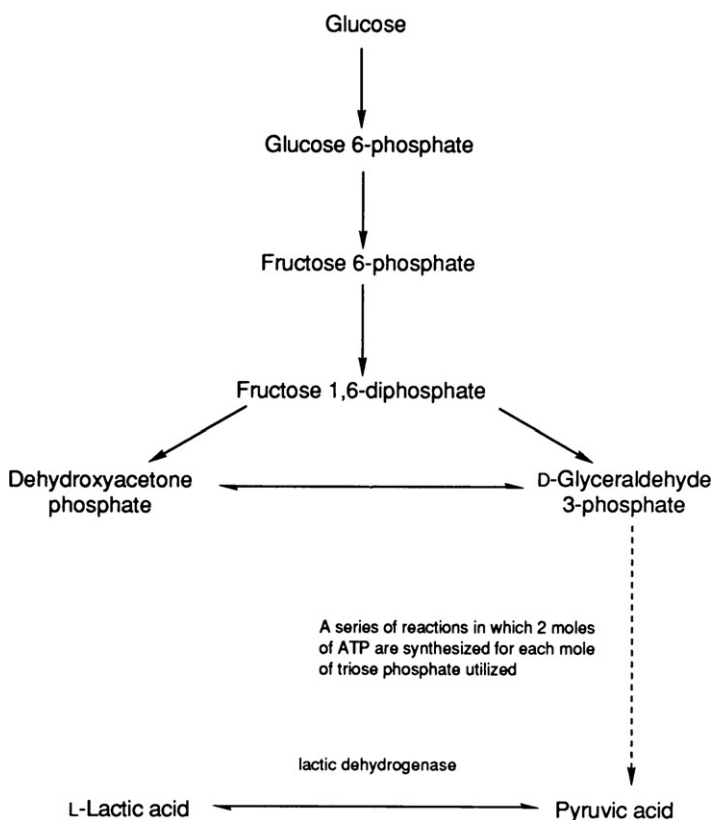 Glucose
Glucose 6-phosphate
Fructose 6-phosphate
Fructose 1,6-diphosphate
Dehydroxyacetone
phosphate
D-Glyceraldehyde
3-phosphate
A series of reactions in which 2 moles
of ATP are synthesized for each mole
of triose phosphate utilized
lactic dehydrogenase
L-Lactic acid
Pyruvic acid